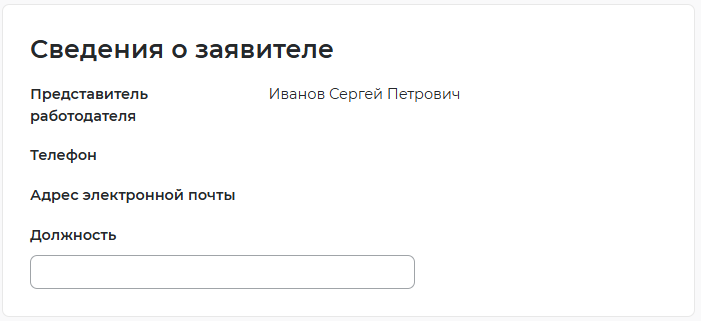 Сведения о заявителе
Представитель работодателя
Иванов Сергей Петрович
Телефон
Адрес электронной почты
Должность